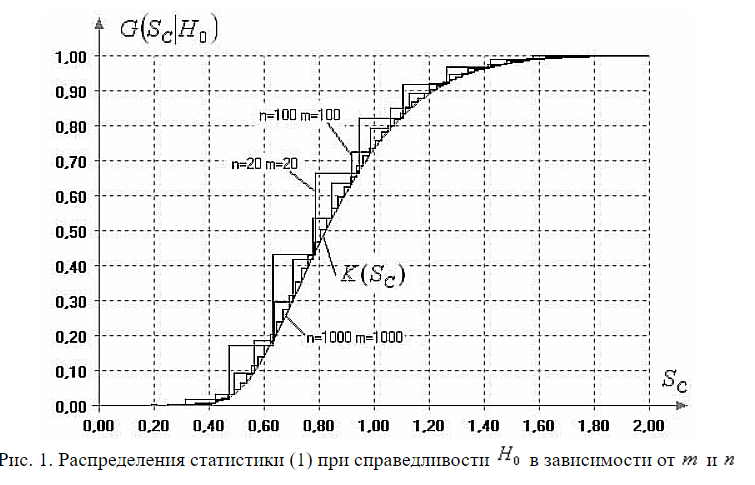 G(S_C|H_0)
1,00
0,90
n=100 m=100
0,80
0,70
n=20 m=20
0,60
0,50
0,40
K(S_C)
0,30
0,20
n=1000 m=1000
0,10
S_C
0,00
0,00 0,20 0,40 0,60 0,80 1,00 1,20 1,40 1,60 1,80 2,00
Рис. 1. Распределения статистики (1) при справедливости H_0 в зависимости от m и n